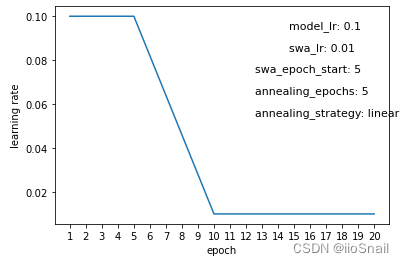 0.10
0.08
0.06
0.04
0.02
learning rate
model_lr: 0.1
swa_lr: 0.01
swa_epoch_start: 5
annealing_epochs: 5
annealing_strategy: linear
1 2 3 4 5 6 7 8 9 10 11 12 13 14 15 16 17 18 19 20
epoch
CSDN @iioSnail